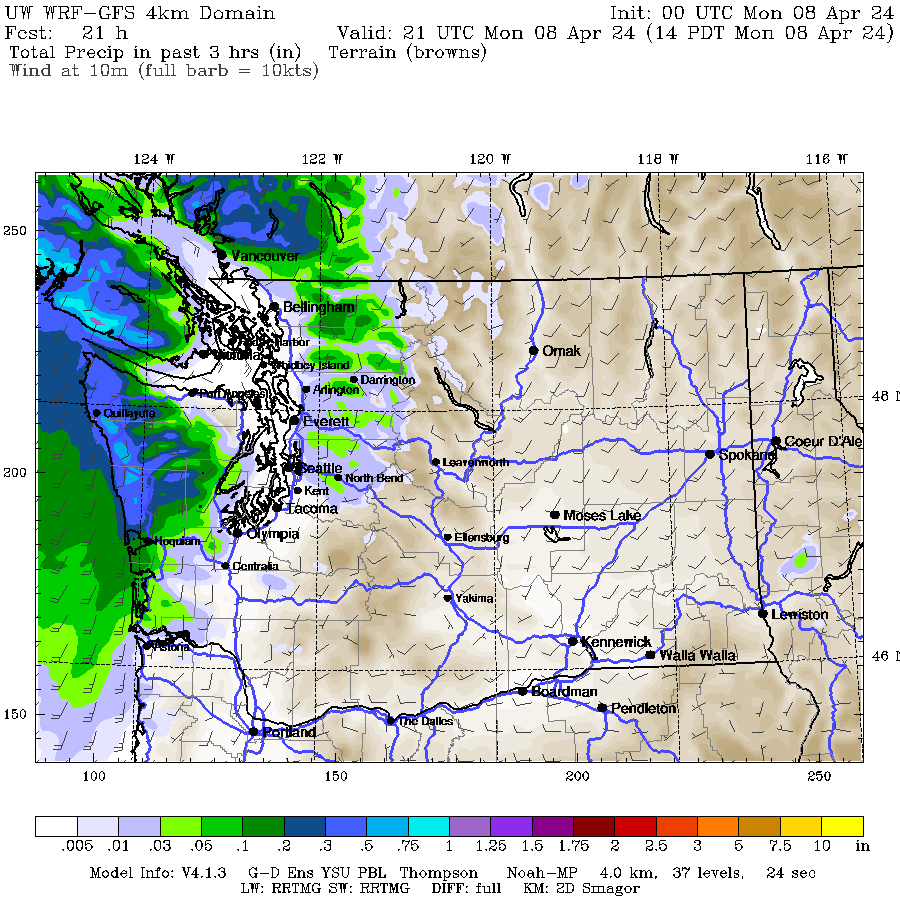 UW WRF-GFS 4km Domain Init: 00 UTC Mon 08 Apr 24
Fcst: 21 h Valid: 21 UTC Mon 08 Apr 24 (14 PDT Mon 08 Apr 24)
Total Precip in past 3 hrs (in) Terrain (browns)
Wind at 10m (full barb = 10kts)
124 W 122 W 120 W 118 W 116 W
250
Vancouver
Bellingham
Whidbey Island
Omak
Darrington
Port Angeles Arlington
48 N
Quillayute
Everett
Coeur D'Ale
Spokane
Leavenworth
200
Seattle
North Bend
Kent
Tacoma
Moses Lake
Olympia
Ellensburg
Hoquiam
Centralia
Yakima
Lewiston
Kennewick
Astoria
Walla Walla
46 N
Boardman
Pendleton
150
The Dalles
Portland
100 150 200 250
.005 .01 .03 .05 .1 .2 .3 .5 .75 1 1.25 1.5 1.75 2 2.5 3 5 7.5 10 in
Model Info: V4.1.3 G-D Ens YSU PBL Thompson Noah-MP 4.0 km, 37 levels, 24 sec
LW: RRTMG SW: RRTMG DIFF: full KM: 2D Smagor